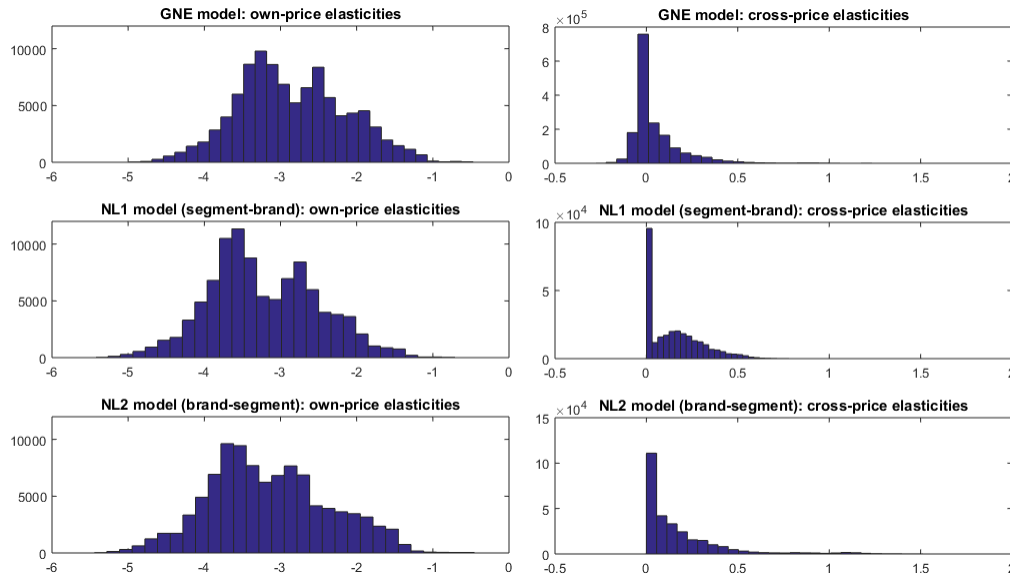 GNE model: own-price elasticities
10000
5000
0
-6 -5 -4 -3 -2 -1 0
GNE model: cross-price elasticities
×10^5
8
6
4
2
0
-0.5 0 0.5 1 1.5 2
NL1 model (segment-brand): own-price elasticities
10000
5000
0
-6 -5 -4 -3 -2 -1 0
NL1 model (segment-brand): cross-price elasticities
×10^4
10
5
0
-0.5 0 0.5 1 1.5 2
NL2 model (brand-segment): own-price elasticities
10000
5000
0
-6 -5 -4 -3 -2 -1 0
NL2 model (brand-segment): cross-price elasticities
×10^4
15
10
5
0
-0.5 0 0.5 1 1.5 2